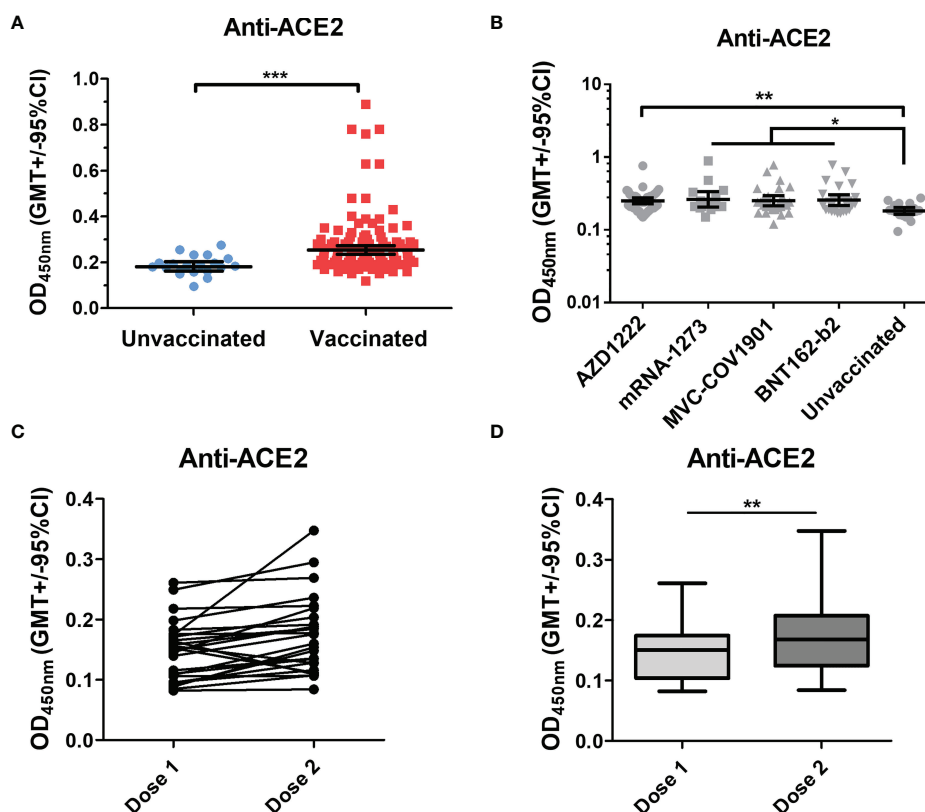 A
Anti-ACE2
OD450nm (GMT+/-95%CI)
1.0
0.8
0.6
0.4
0.2
0.0
***
Unvaccinated
Vaccinated
B
Anti-ACE2
OD450nm (GMT+/-95%CI)
10
1
0.1
0.01
**
*
AZD1222
mRNA-1273
MVC-COV1901
BNT162-b2
Unvaccinated
C
Anti-ACE2
OD450nm (GMT+/-95%CI)
0.4
0.3
0.2
0.1
0.0
Dose 1
Dose 2
D
Anti-ACE2
OD450nm (GMT+/-95%CI)
0.4
0.3
0.2
0.1
0.0
**
Dose 1
Dose 2